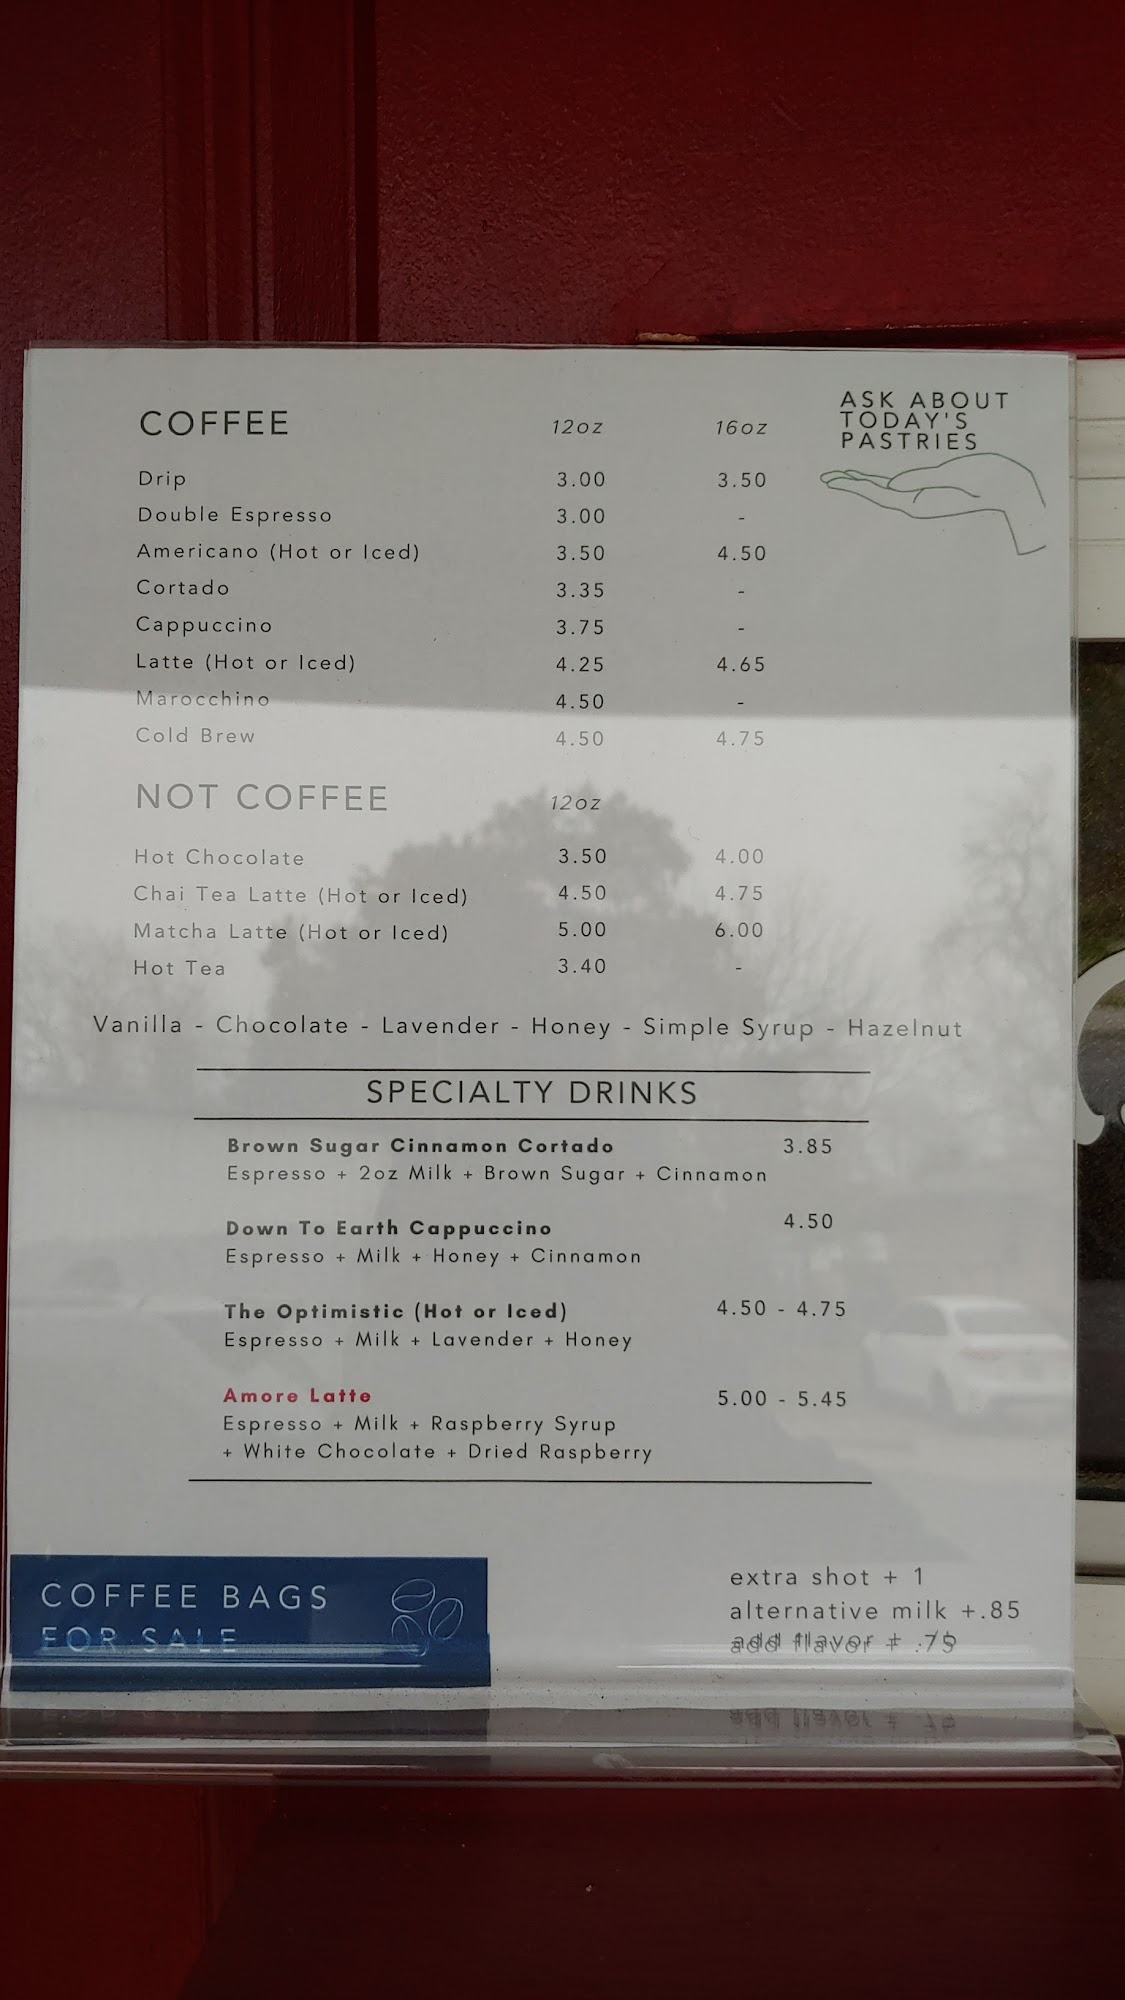 COFFEE 12oz 16oz
ASK ABOUT
TODAY'S
PASTRIES
Drip 3.00 3.50
Double Espresso 3.00 -
Americano (Hot or Iced) 3.50 4.50
Cortado 3.35 -
Cappuccino 3.75 -
Latte (Hot or Iced) 4.25 4.65
Marocchino 4.50 -
Cold Brew 4.50 4.75
NOT COFFEE 12oz
Hot Chocolate 3.50 4.00
Chai Tea Latte (Hot or Iced) 4.50 4.75
Matcha Latte (Hot or Iced) 5.00 6.00
Hot Tea 3.40 -
Vanilla - Chocolate - Lavender - Honey - Simple Syrup - Hazelnut
SPECIALTY DRINKS
Brown Sugar Cinnamon Cortado 3.85
Espresso + 2oz Milk + Brown Sugar + Cinnamon
Down To Earth Cappuccino 4.50
Espresso + Milk + Honey + Cinnamon
The Optimistic (Hot or Iced) 4.50 - 4.75
Espresso + Milk + Lavender + Honey
Amore Latte 5.00 - 5.45
Espresso + Milk + Raspberry Syrup
+ White Chocolate + Dried Raspberry
COFFEE BAGS
FOR SALE
extra shot + 1
alternative milk +.85
add flavor + .75